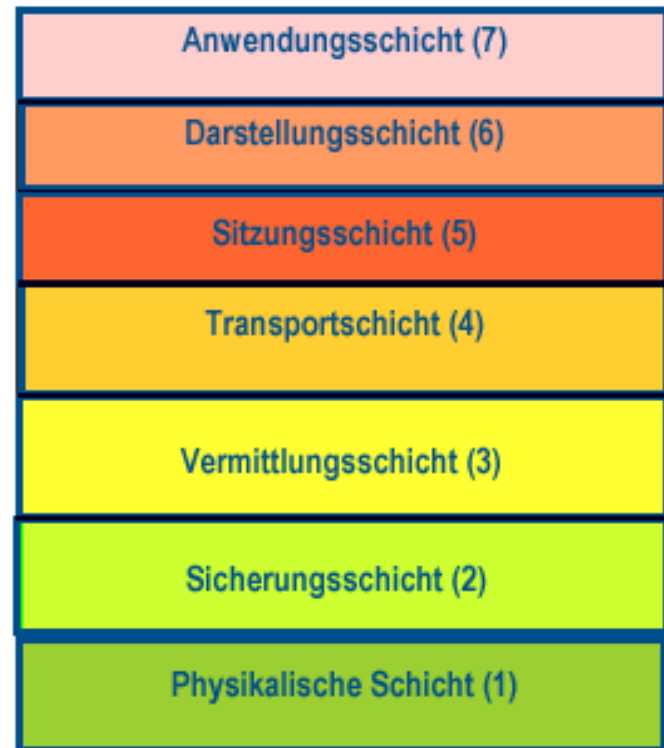 Anwendungsschicht (7)
Darstellungsschicht (6)
Sitzungsschicht (5)
Transportschicht (4)
Vermittlungsschicht (3)
Sicherungsschicht (2)
Physikalische Schicht (1)